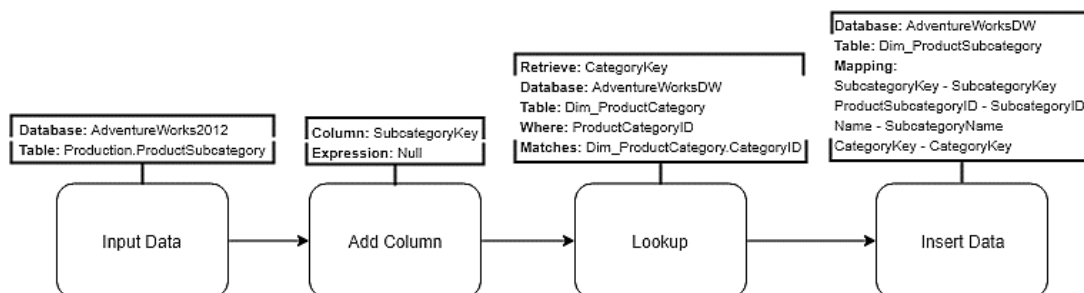 Database: AdventureWorks2012
Table: Production.ProductSubcategory
Input Data
Column: SubcategoryKey
Expression: Null
Add Column
Retrieve: CategoryKey
Database: AdventureWorksDW
Table: Dim_ProductCategory
Where: ProductCategoryID
Matches: Dim_ProductCategory.CategoryID
Lookup
Database: AdventureWorksDW
Table: Dim_ProductSubcategory
Mapping:
SubcategoryKey - SubcategoryKey
ProductSubcategoryID - SubcategoryID
Name - SubcategoryName
CategoryKey - CategoryKey
Insert Data